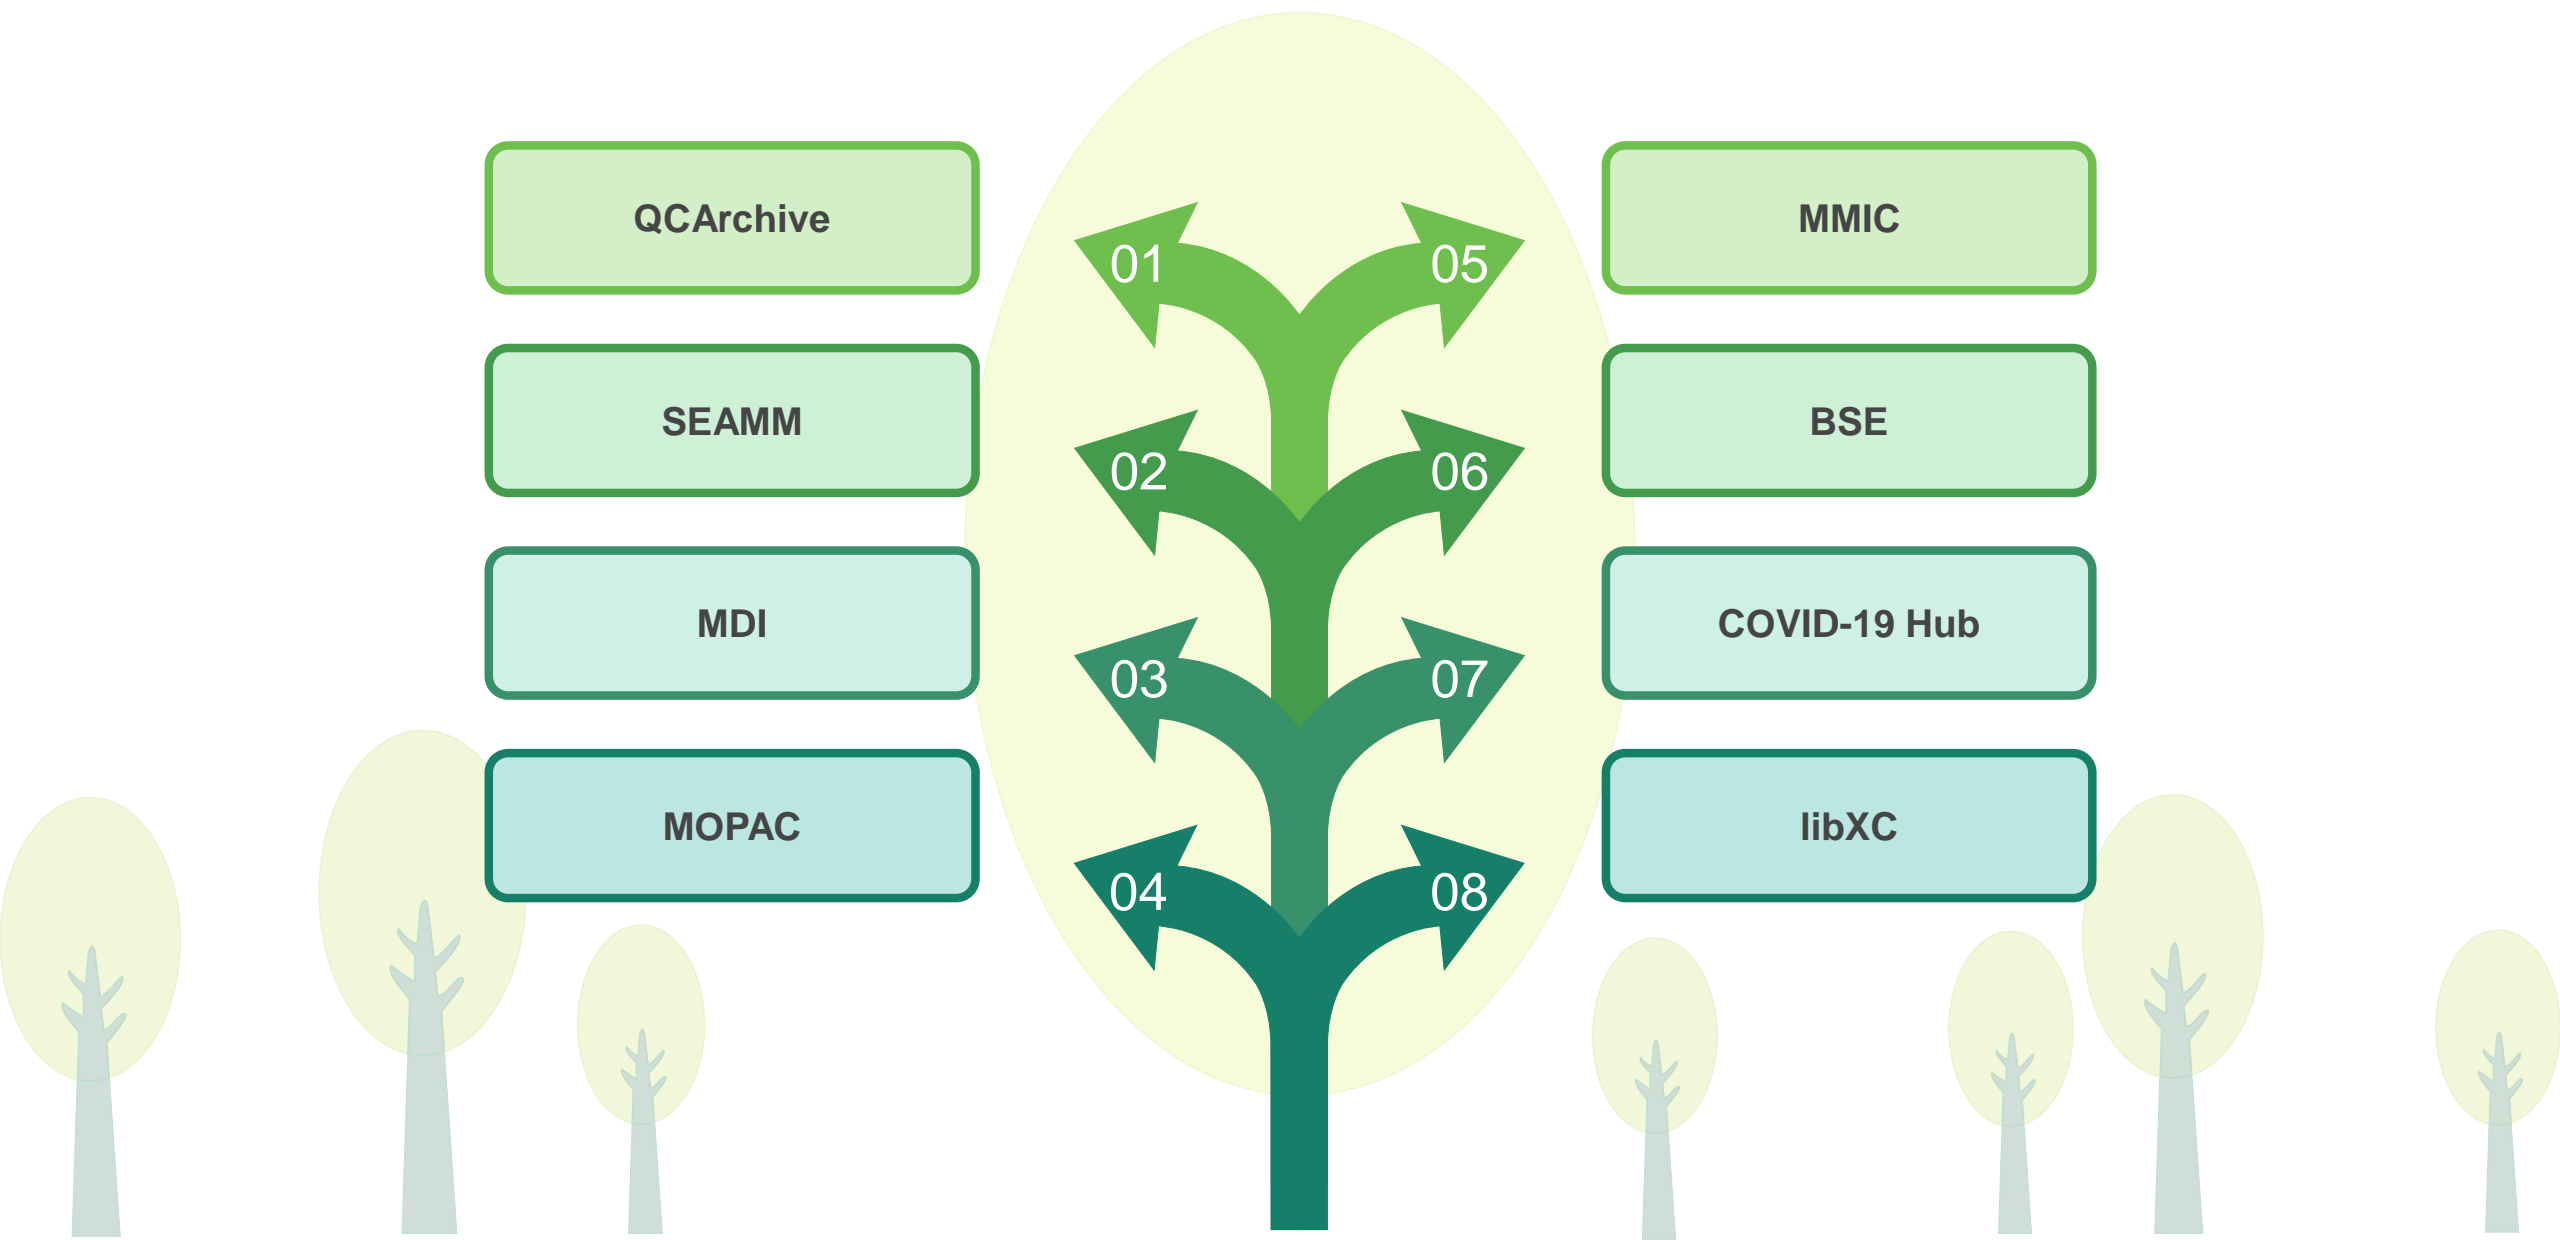 QCArchive
01
SEAMM
02
MDI
03
MOPAC
04
MMIC
05
BSE
06
COVID-19 Hub
07
libXC
08